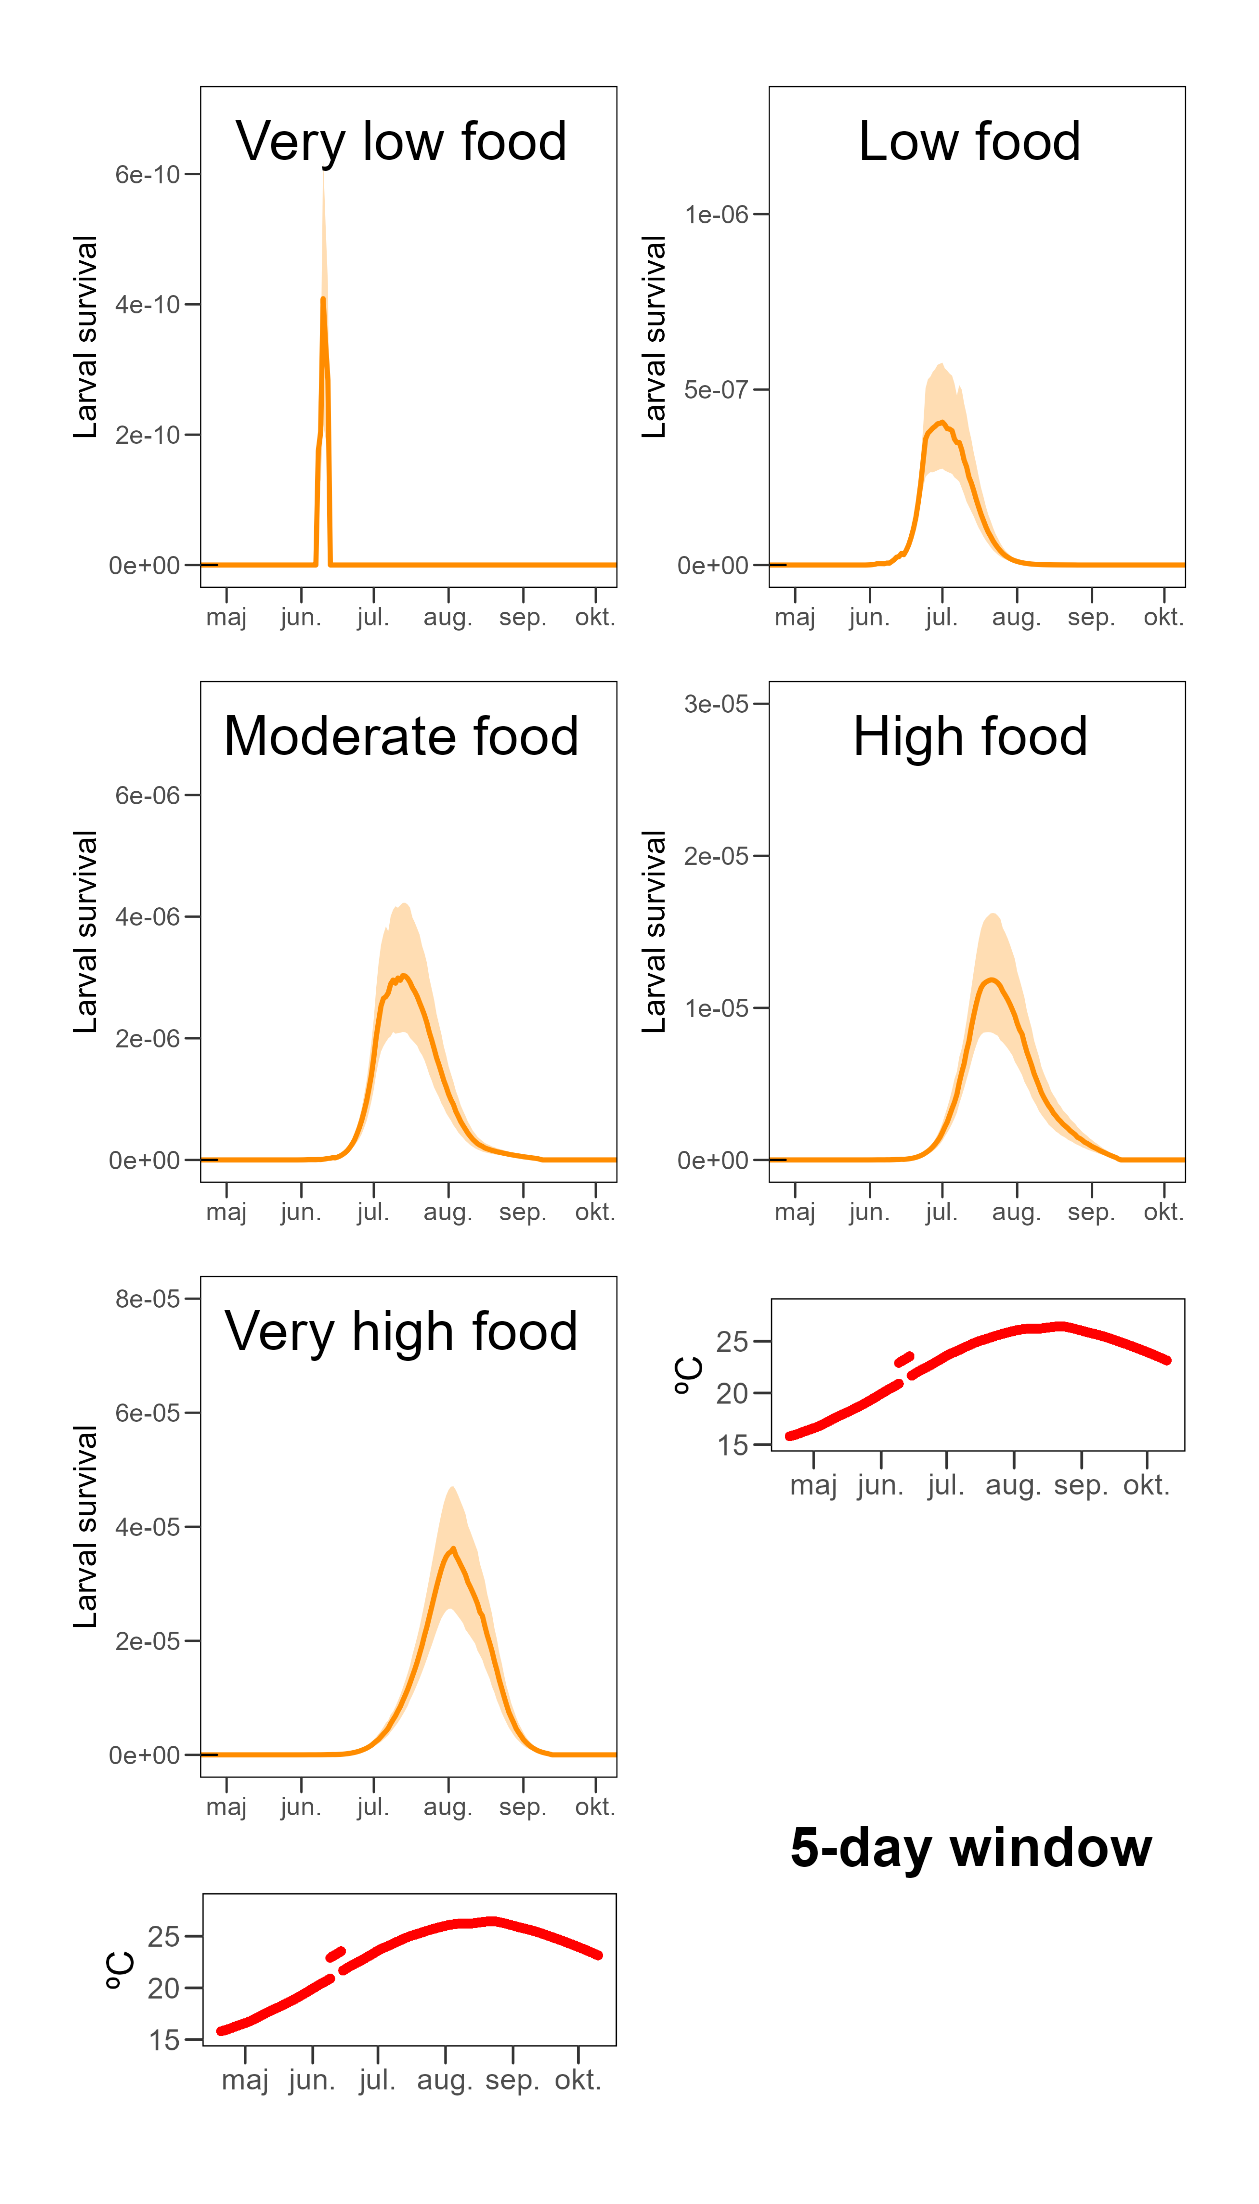 Very low food
Larval survival
6e-10
4e-10
2e-10
0e+00
maj jun. jul. aug. sep. okt.
Low food
Larval survival
1e-06
5e-07
0e+00
maj jun. jul. aug. sep. okt.
Moderate food
Larval survival
6e-06
4e-06
2e-06
0e+00
maj jun. jul. aug. sep. okt.
High food
Larval survival
3e-05
2e-05
1e-05
0e+00
maj jun. jul. aug. sep. okt.
Very high food
Larval survival
8e-05
6e-05
4e-05
2e-05
0e+00
maj jun. jul. aug. sep. okt.
ºC
25
20
15
maj jun. jul. aug. sep. okt.
5-day window
ºC
25
20
15
maj jun. jul. aug. sep. okt.